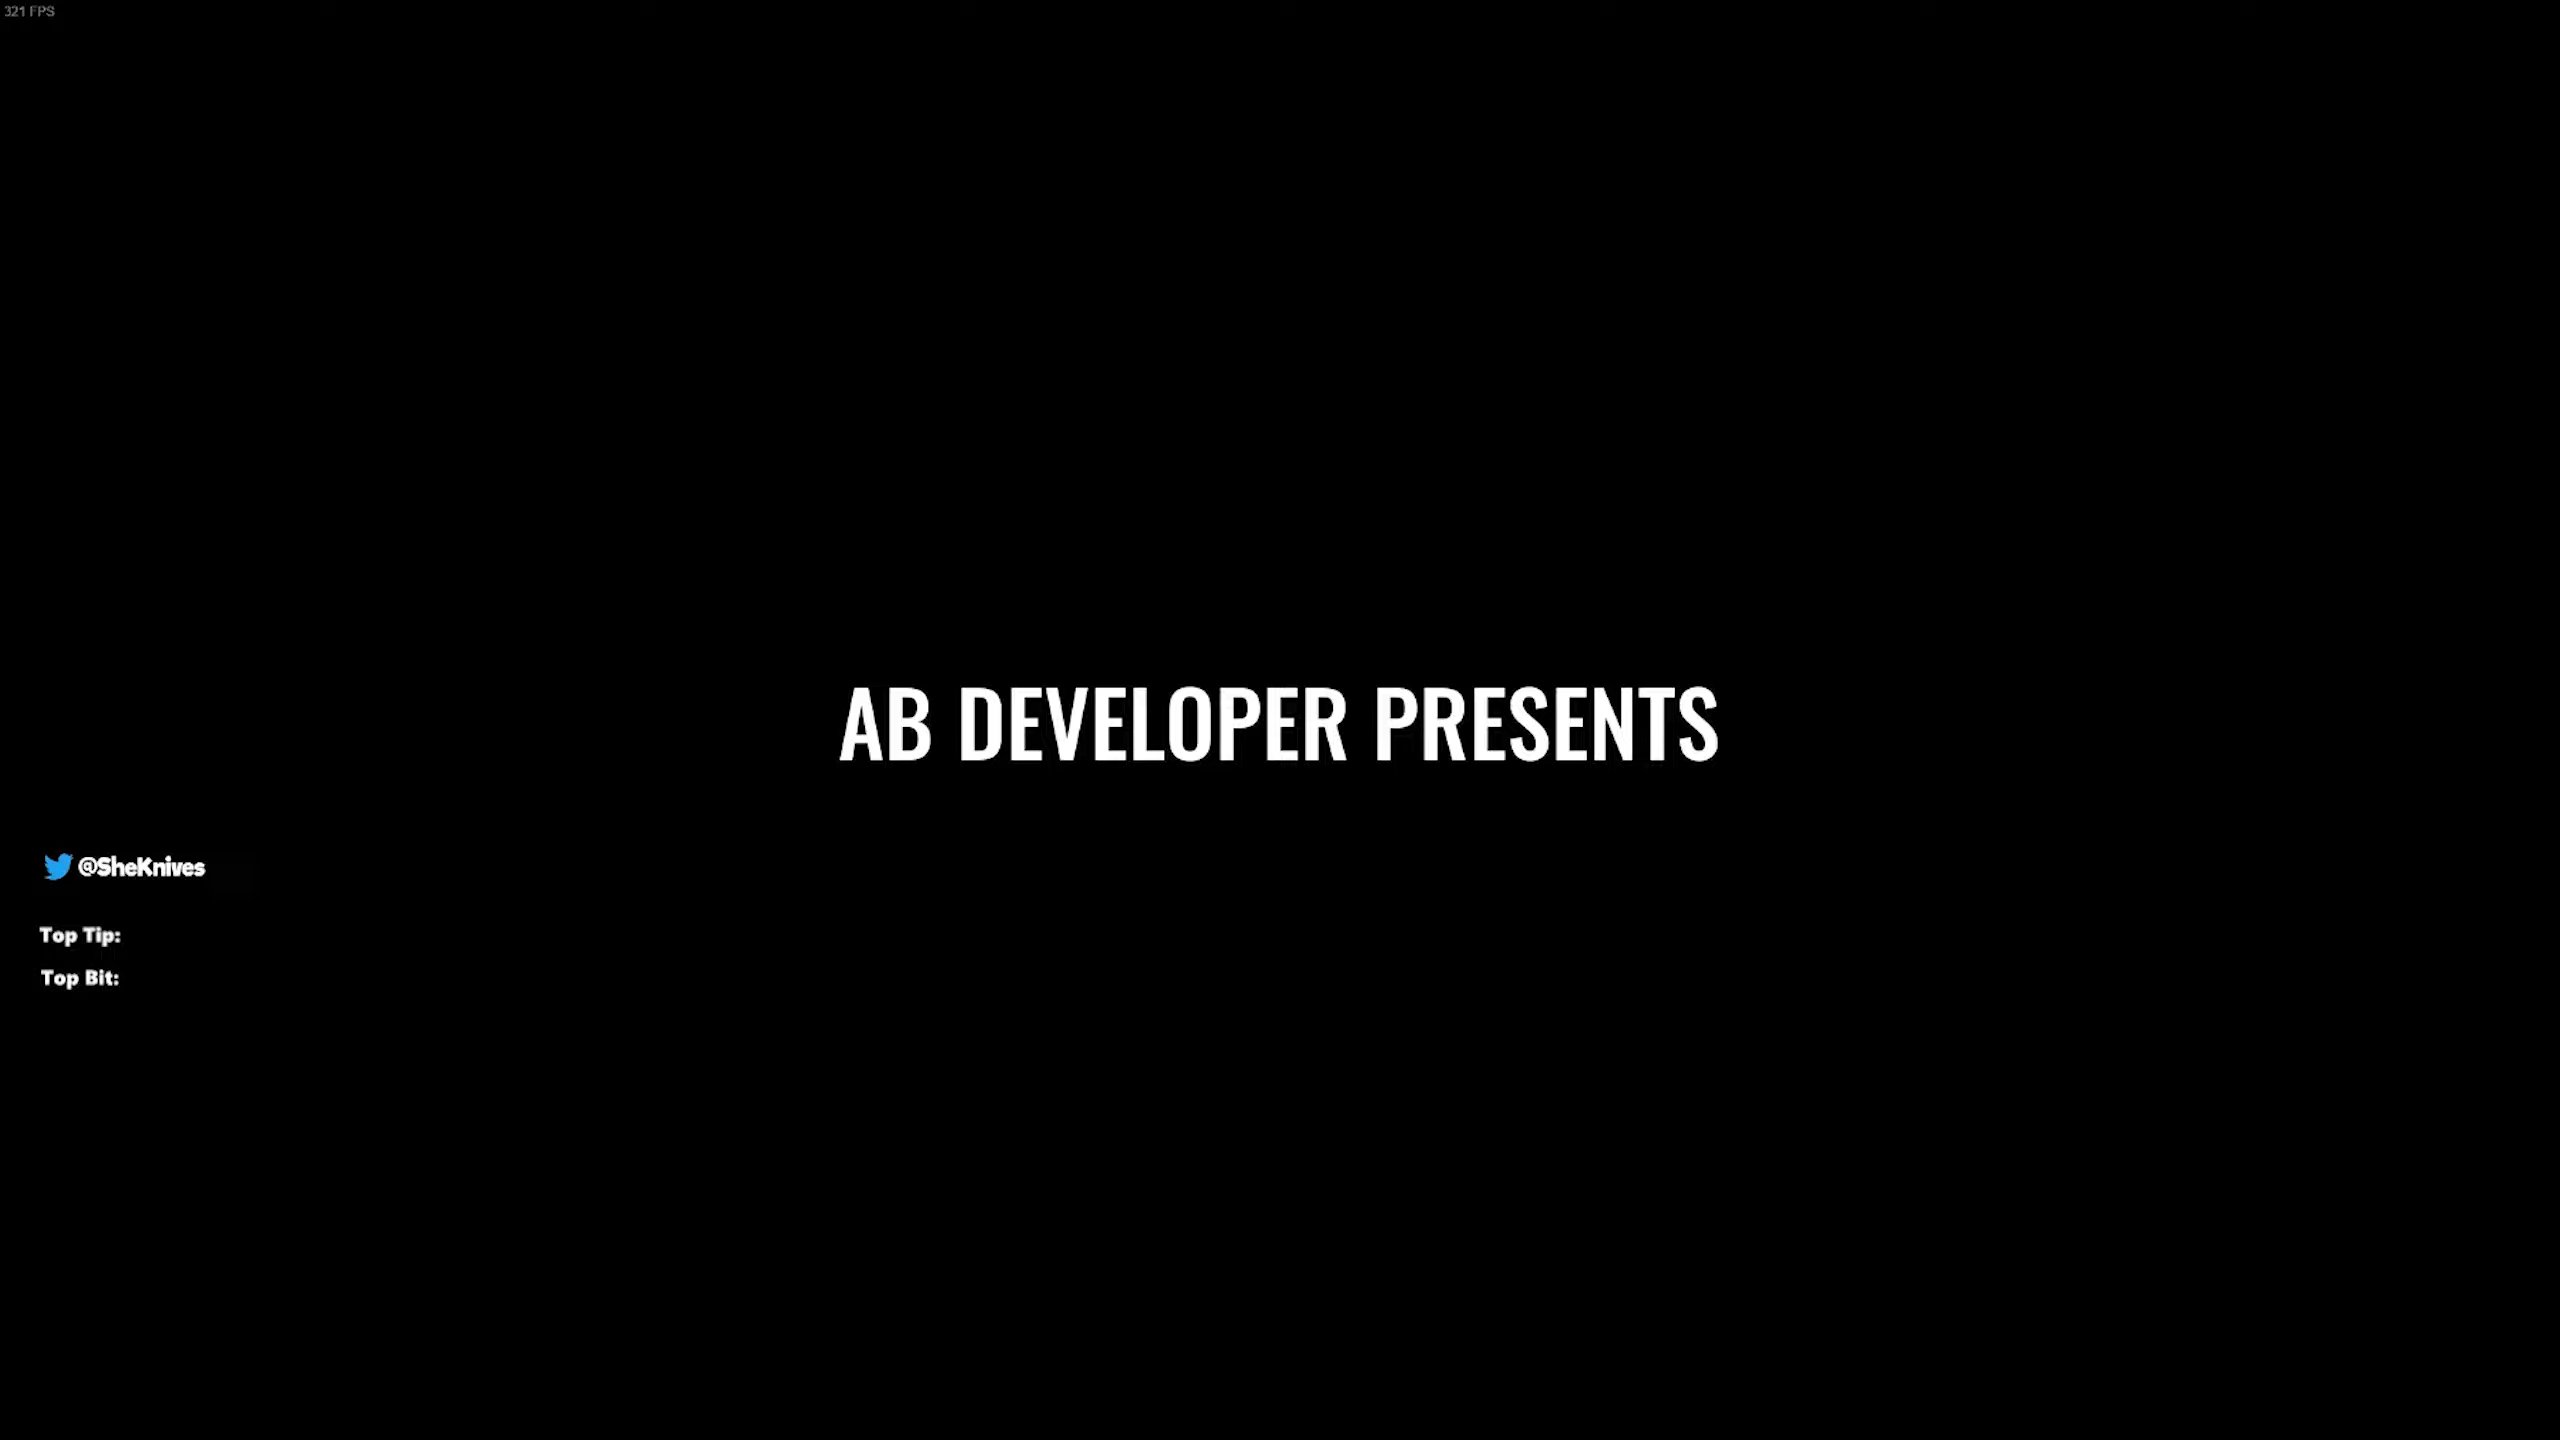 321 FPS
AB DEVELOPER PRESENTS
@SheKnives
Top Tip:
Top Bit: